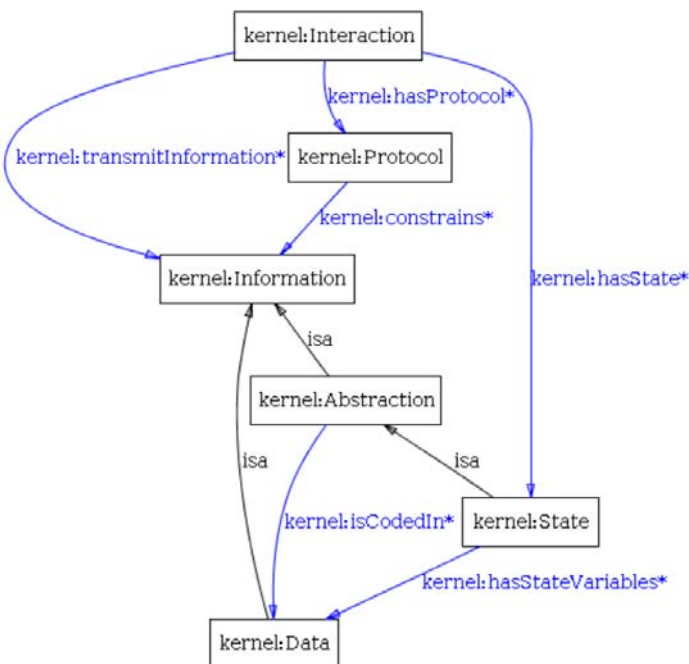 kernel:Interaction
kernel:hasProtocol*
kernel:transmitInformation*
kernel:Protocol
kernel:constrains*
kernel:Information
kernel:hasState*
isa
kernel:Abstraction
isa
isa
kernel:isCodedIn*
kernel:State
kernel:hasStateVariables*
kernel:Data